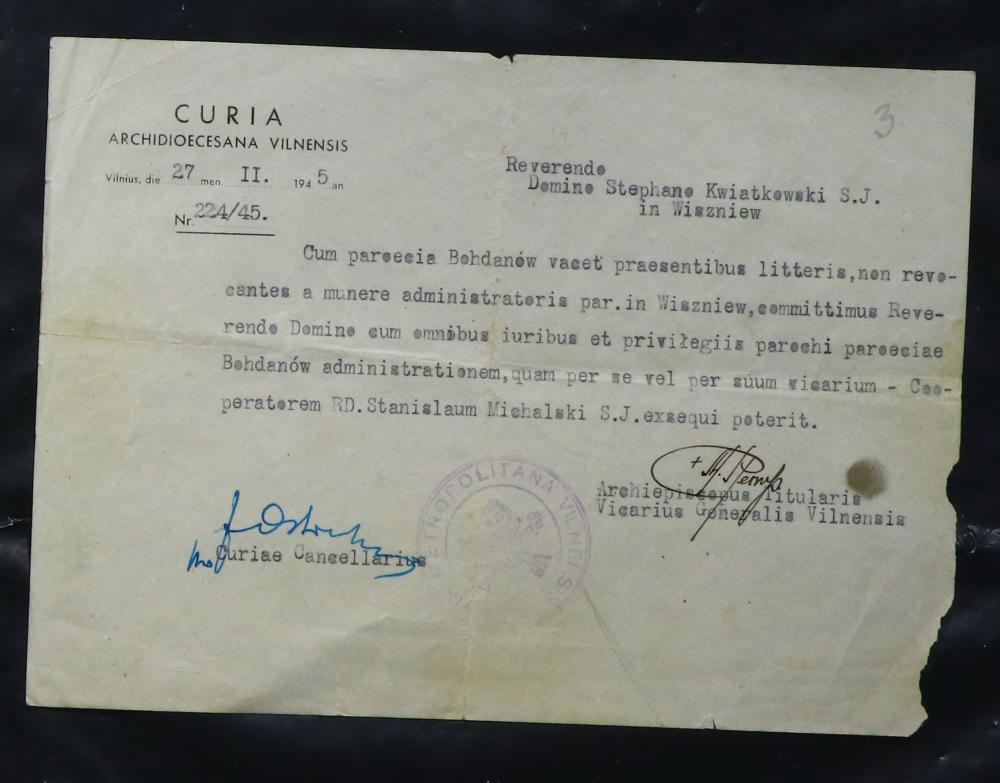 3
CURIA
ARCHIDIOECESANA VILNENSIS
Vilnius, die 27 men. II. 1945 an.
Nr. 224/45.
Reverendo
Domino Stephano Kwiatkowski S.J.
in Wiszniew
Cum paroecia Bohdanów vacet praesentibus litteris,non revo-
cantes a munere administratoris par.in Wiszniew,committimus Reve-
rendo Domino cum omnibus iuribus et privilegiis parochi paroeciae
Bohdanów administrationem,quam per se vel per suum vicarium - Coo-
peratorem RD.Stanislaum Michalski S.J.exsequi poterit.
Archiepiscopus Titularis
Vicarius Generalis Vilnensis
Curiae Cancellarius
METROPOLITANA VILNENSIS